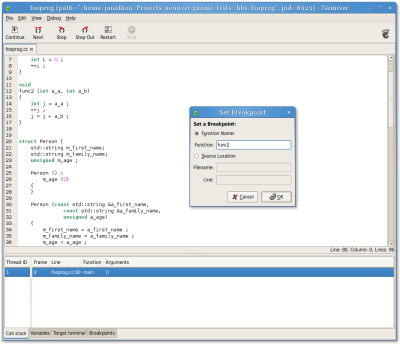 fooprog (path="/home/jonathon/Projects/nemiver.gnome/tests/.libs/fooprog", pid=8929) - Nemiver
File Edit View Debug Help
Continue Next Step Step Out Restart Stop
fooprog.cc
7 int i = 0 ;
8 ++i ;
9 }
10
11 void
12 func2 (int a_a, int a_b)
13 {
14 int j = a_a ;
15 ++j ;
16 j = j + a_b ;
17 }
18
19
20 struct Person {
21 std::string m_first_name;
22 std::string m_family_name;
23 unsigned m_age ;
24
25 Person () :
26 m_age (0)
27 {
28 }
29
30 Person (const std::string &a_first_name,
31 const std::string &a_family_name,
32 unsigned a_age)
33 {
34 m_first_name = a_first_name ;
35 m_family_name = a_family_name ;
36 m_age = a_age ;
Set Breakpoint
Set a Breakpoint:
Function Name:
Function: func2
Source Location
Filename:
Line:
Cancel OK
Line: 80, Column: 0, Lines: 96
Thread ID Frame Line Function Arguments
1 0 fooprog.cc:80 main ()
Call stack Variables Target terminal Breakpoints